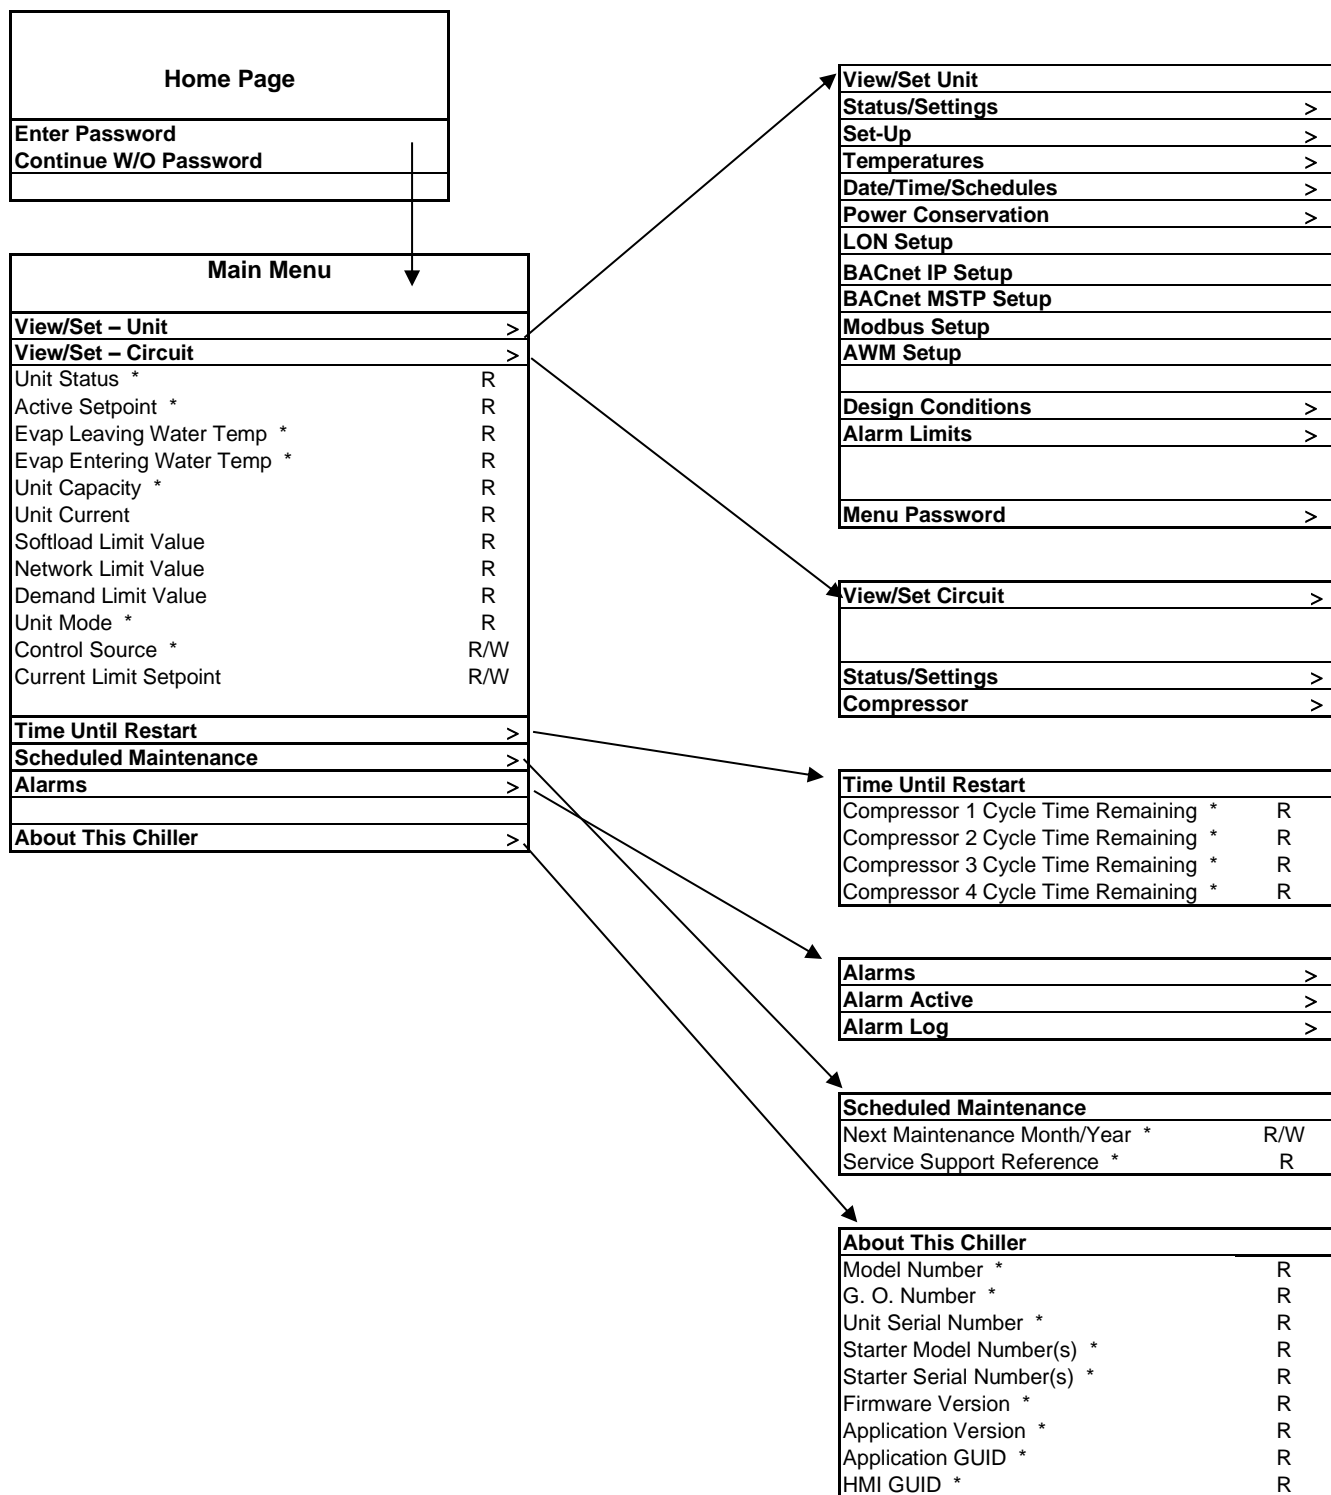 Home Page
Enter Password
Continue W/O Password
Main Menu
View/Set – Unit >
View/Set – Circuit >
Unit Status * R
Active Setpoint * R
Evap Leaving Water Temp * R
Evap Entering Water Temp * R
Unit Capacity * R
Unit Current R
Softload Limit Value R
Network Limit Value R
Demand Limit Value R
Unit Mode * R
Control Source * R/W
Current Limit Setpoint R/W
Time Until Restart >
Scheduled Maintenance >
Alarms >
About This Chiller >
View/Set Unit
Status/Settings >
Set-Up >
Temperatures >
Date/Time/Schedules >
Power Conservation >
LON Setup
BACnet IP Setup
BACnet MSTP Setup
Modbus Setup
AWM Setup
Design Conditions >
Alarm Limits >
Menu Password >
View/Set Circuit >
Status/Settings >
Compressor >
Time Until Restart
Compressor 1 Cycle Time Remaining * R
Compressor 2 Cycle Time Remaining * R
Compressor 3 Cycle Time Remaining * R
Compressor 4 Cycle Time Remaining * R
Alarms >
Alarm Active >
Alarm Log >
Scheduled Maintenance
Next Maintenance Month/Year * R/W
Service Support Reference * R
About This Chiller
Model Number * R
G. O. Number * R
Unit Serial Number * R
Starter Model Number(s) * R
Starter Serial Number(s) * R
Firmware Version * R
Application Version * R
Application GUID * R
HMI GUID * R